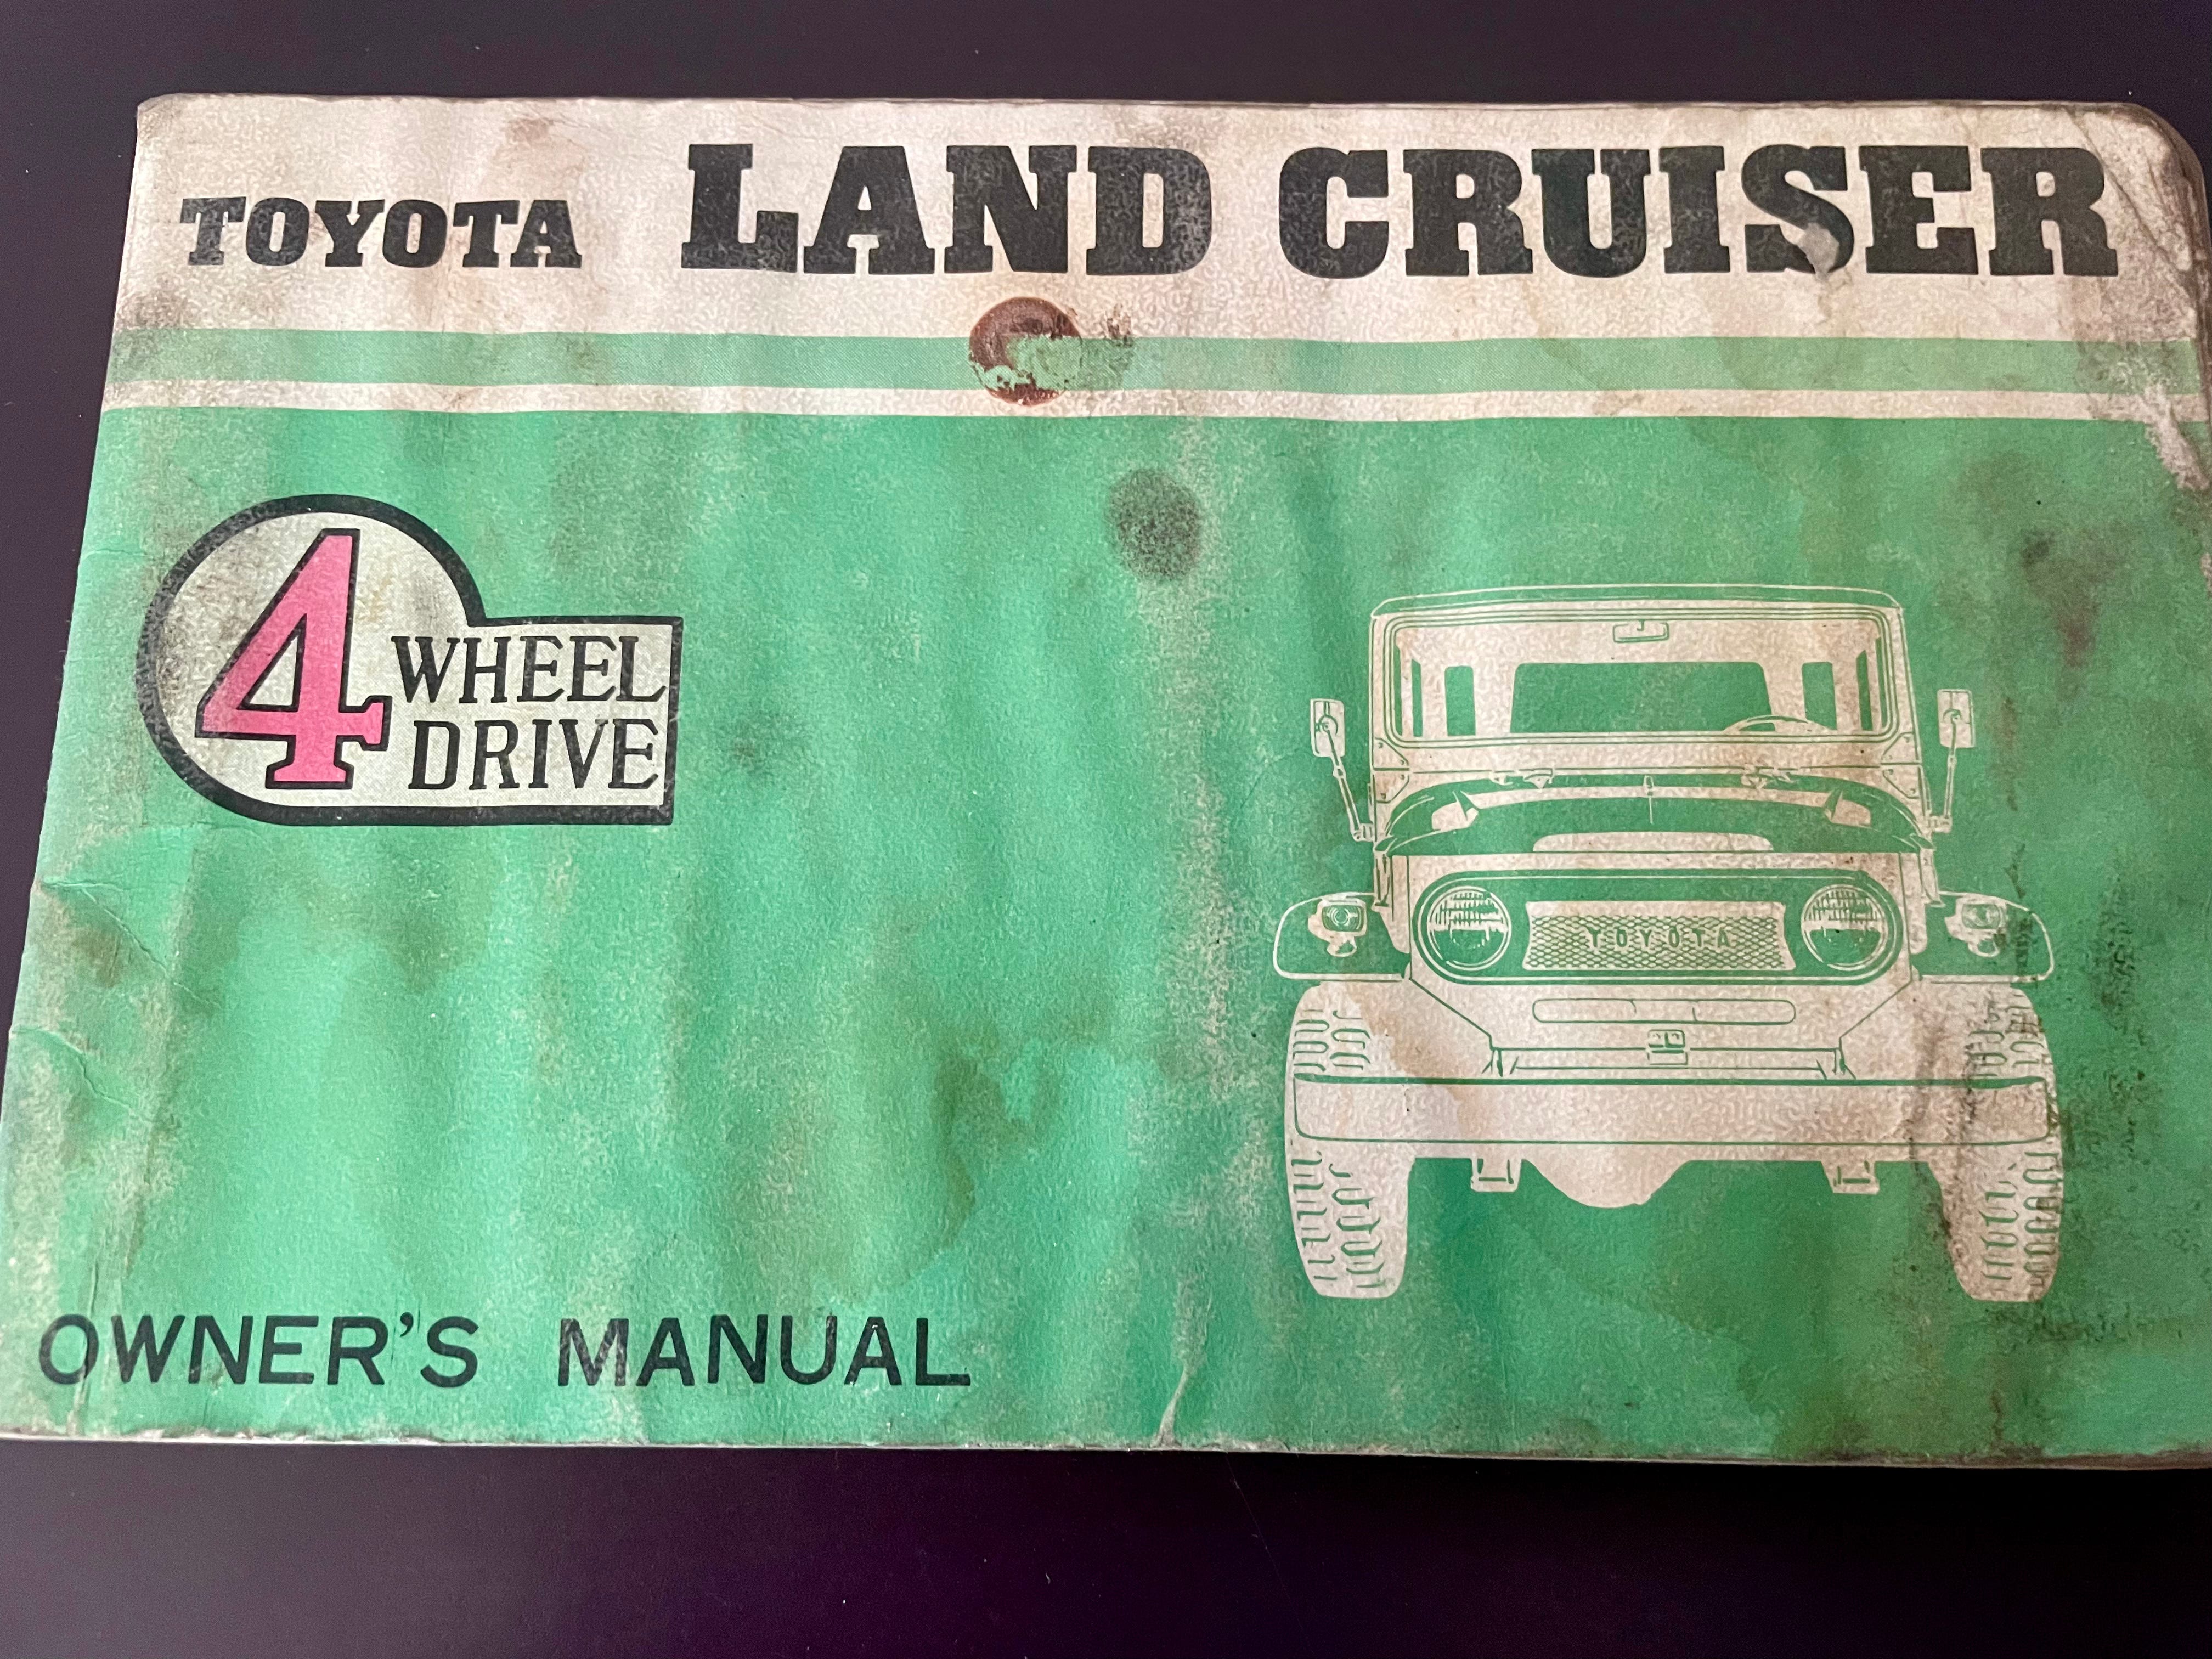 TOYOTA LAND CRUISER
4 WHEEL
DRIVE
TOYOTA
OWNER'S MANUAL